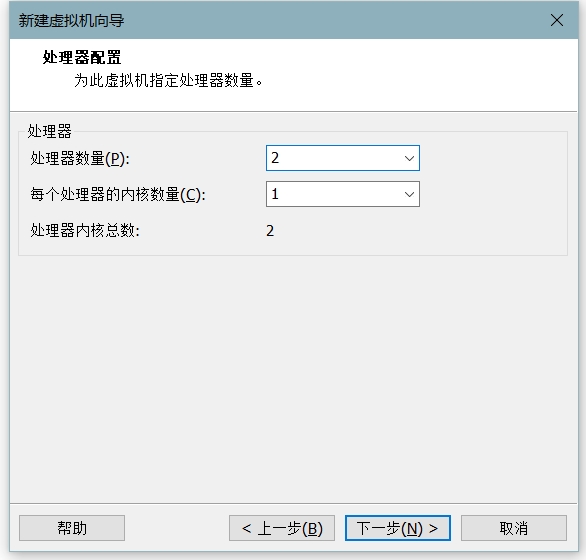 新建虚拟机向导
处理器配置
为此虚拟机指定处理器数量。
处理器
处理器数量(P): 2
每个处理器的内核数量(C): 1
处理器内核总数: 2
帮助 < 上一步(B) 下一步(N) > 取消